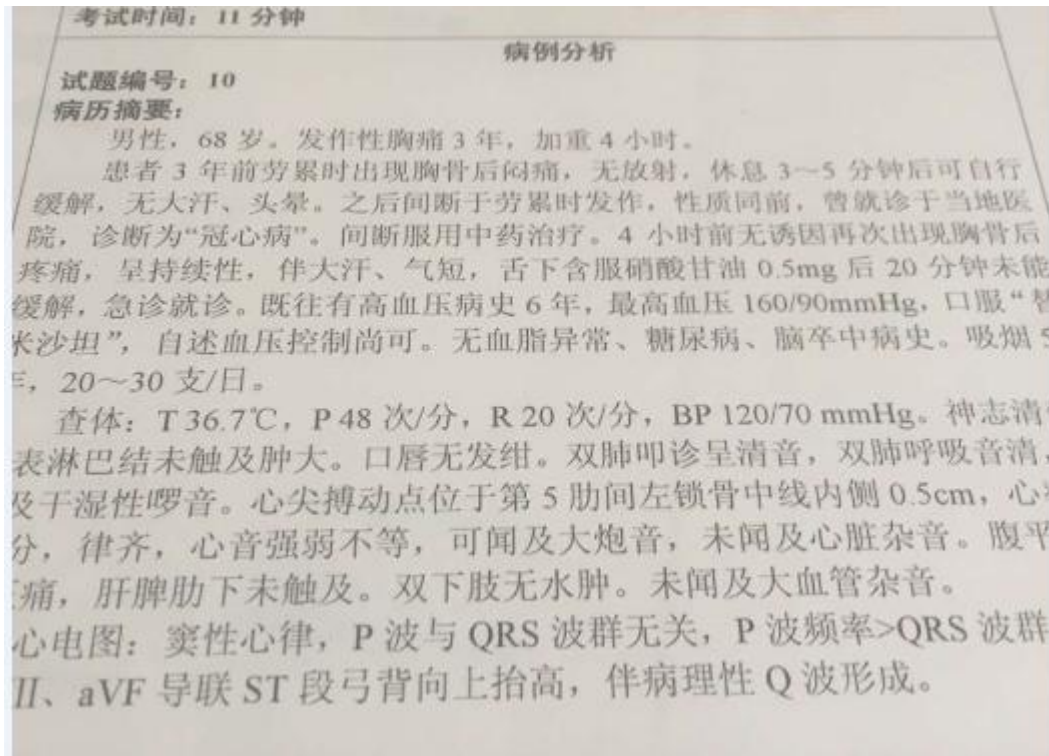 考试时间：11 分钟
病例分析
试题编号：10
病历摘要：
男性，68 岁。发作性胸痛 3 年，加重 4 小时。
患者 3 年前劳累时出现胸骨后闷痛，无放射，休息 3～5 分钟后可自行
缓解，无大汗、头晕。之后间断于劳累时发作，性质同前，曾就诊于当地医
院，诊断为“冠心病”。间断服用中药治疗。4 小时前无诱因再次出现胸骨后
疼痛，呈持续性，伴大汗、气短，舌下含服硝酸甘油 0.5mg 后 20 分钟未能
缓解，急诊就诊。既往有高血压病史 6 年，最高血压 160/90mmHg，口服“替
米沙坦”，自述血压控制尚可。无血脂异常、糖尿病、脑卒中病史。吸烟
，20～30 支/日。
查体：T 36.7℃，P 48 次/分，R 20 次/分，BP 120/70 mmHg。神志清
表淋巴结未触及肿大。口唇无发绀。双肺叩诊呈清音，双肺呼吸音清，
及干湿性啰音。心尖搏动点位于第 5 肋间左锁骨中线内侧 0.5cm，心
分，律齐，心音强弱不等，可闻及大炮音，未闻及心脏杂音。腹平
痛，肝脾肋下未触及。双下肢无水肿。未闻及大血管杂音。
心电图：窦性心律，P 波与 QRS 波群无关，P 波频率>QRS 波群
II、aVF 导联 ST 段弓背向上抬高，伴病理性 Q 波形成。